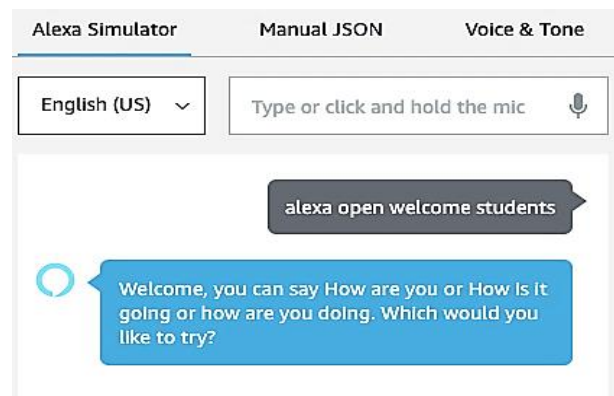 Alexa Simulator Manual JSON Voice & Tone
English (US) Type or click and hold the mic
alexa open welcome students
Welcome, you can say How are you or How is it
going or how are you doing. Which would you
like to try?